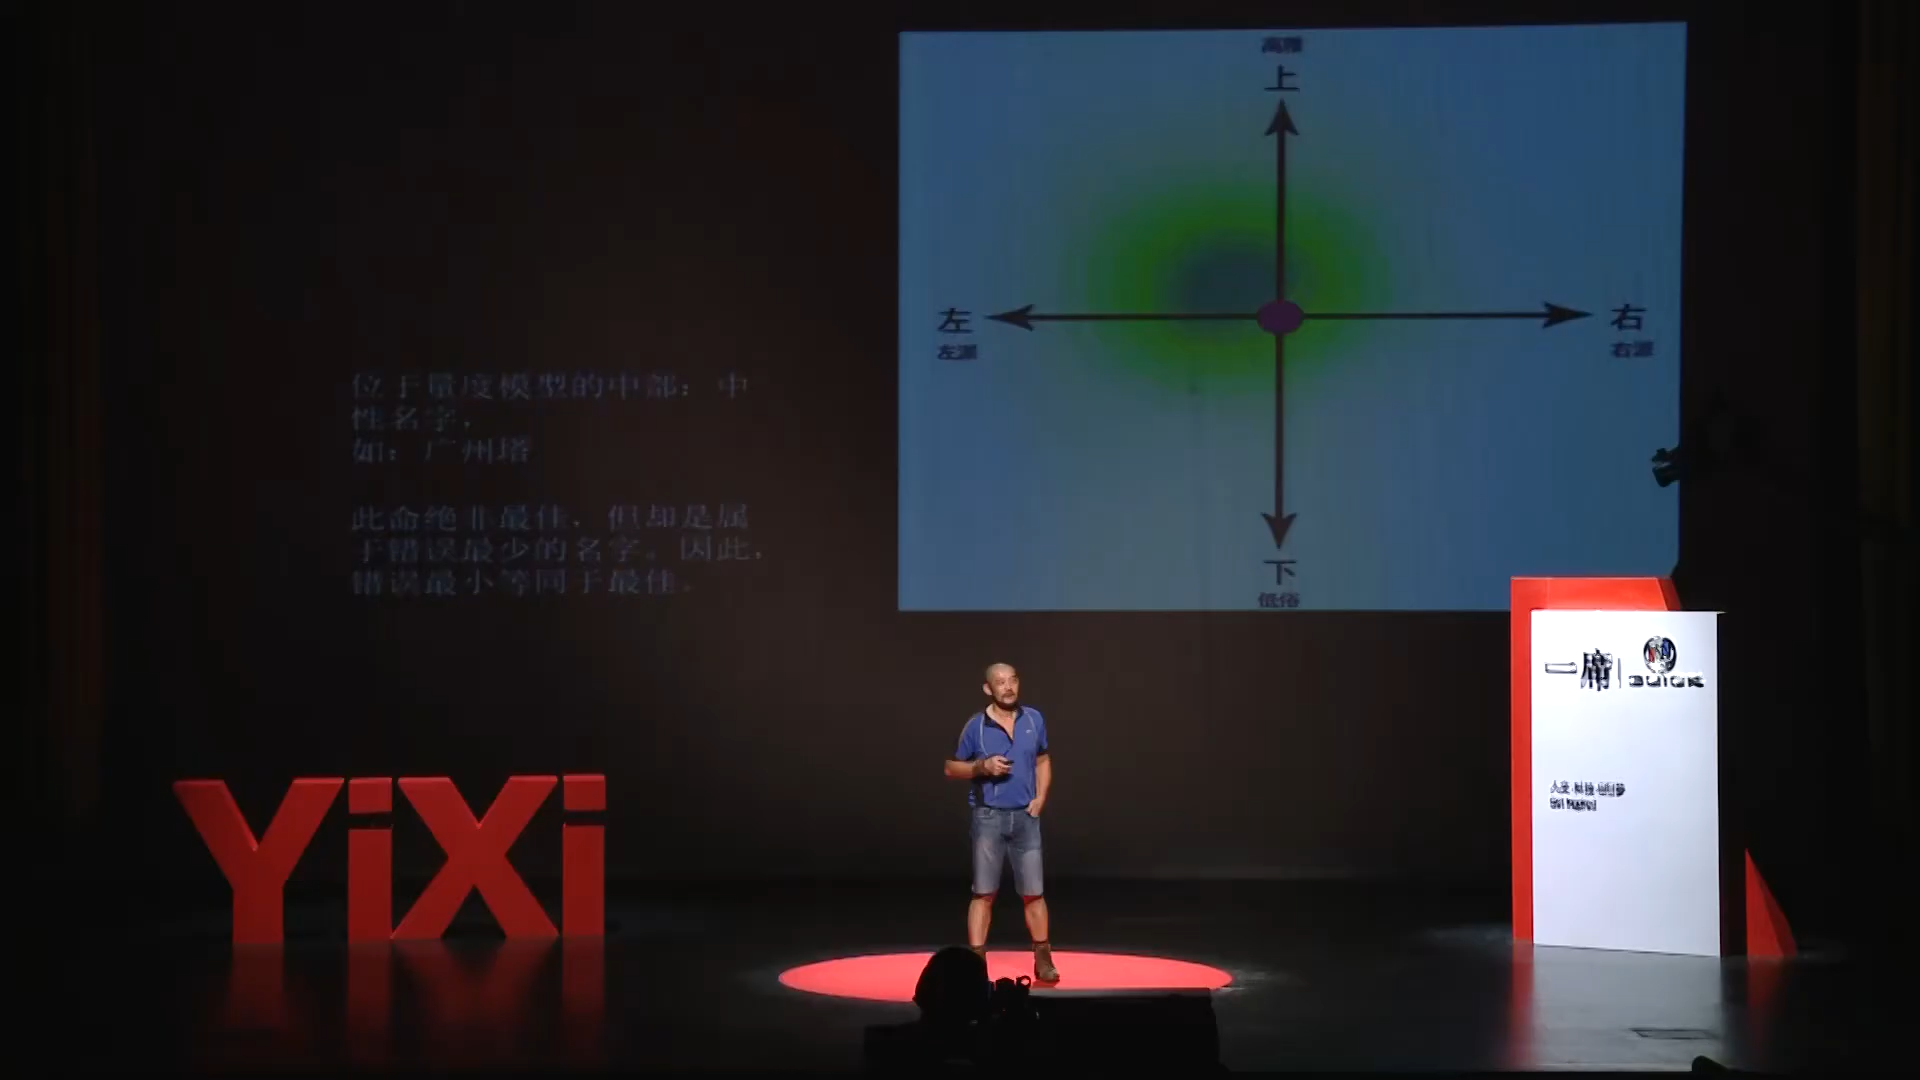 高雅
上
左
左派
右
右派
下
低俗
位于量度模型的中部：中
性名字，
如：广州塔
此命绝非最佳，但却是属
于错误最少的名字。因此，
错误最小等同于最佳。
一席 | BUICK
YiXi